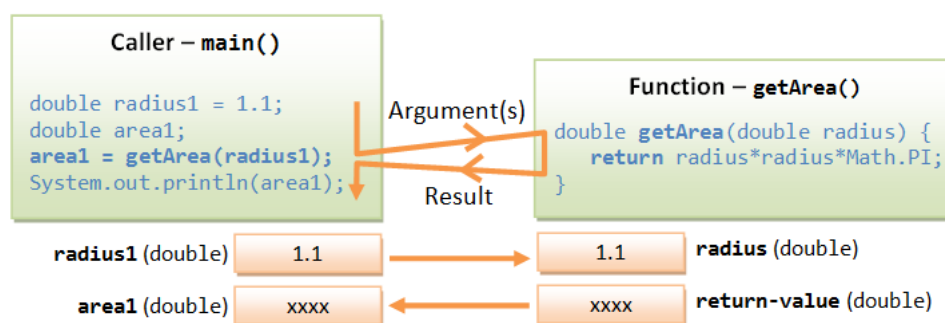 Caller – main()
double radius1 = 1.1;
double area1;
area1 = getArea(radius1);
System.out.println(area1);
Argument(s)
Result
Function – getArea()
double getArea(double radius) {
return radius*radius*Math.PI;
}
radius1 (double) 1.1 1.1 radius (double)
area1 (double) xxxx xxxx return-value (double)